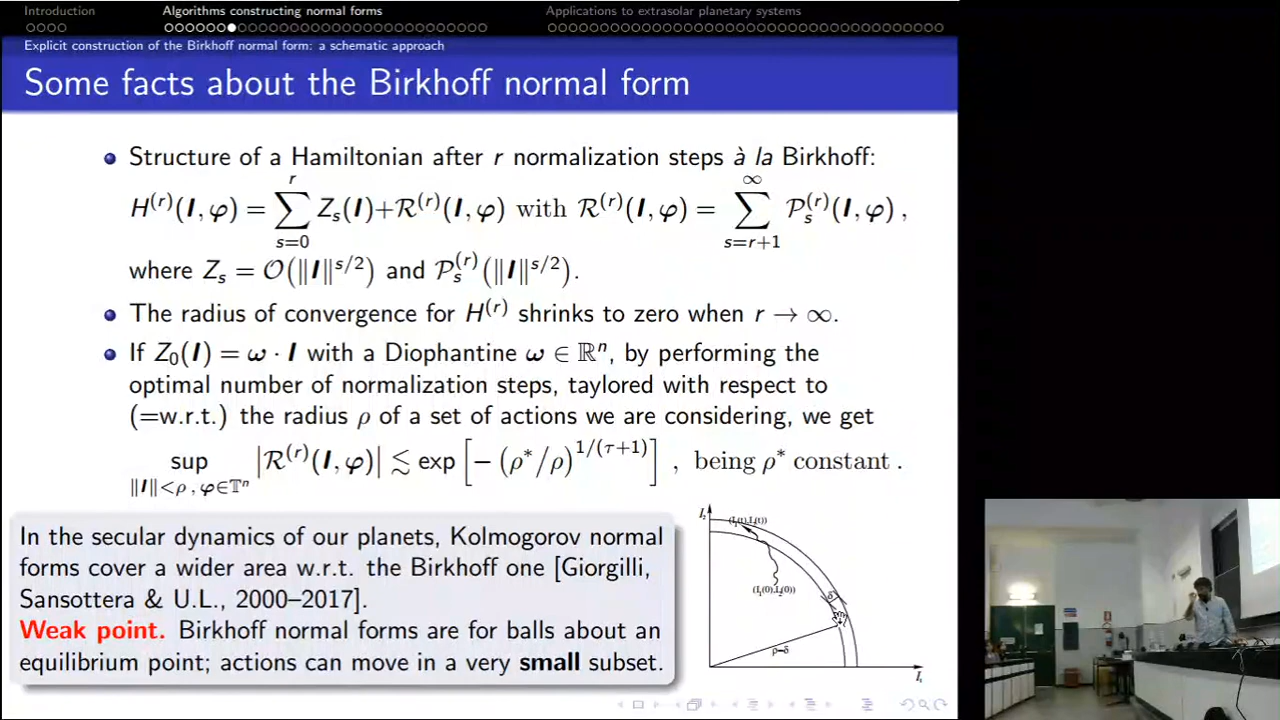 Introduction
Algorithms constructing normal forms
Applications to extrasolar planetary systems
Explicit construction of the Birkhoff normal form: a schematic approach
Some facts about the Birkhoff normal form
Structure of a Hamiltonian after r normalization steps à la Birkhoff:
H^(r)(I, φ) = ∑_{s=0}^{r} Z_s(I)+R^(r)(I, φ) with R^(r)(I, φ) = ∑_{s=r+1}^{∞} P_s^(r)(I, φ) ,
where Z_s = O(‖I‖^{s/2}) and P_s^(r)(‖I‖^{s/2}).
The radius of convergence for H^(r) shrinks to zero when r → ∞.
If Z_0(I) = ω · I with a Diophantine ω ∈ ℝ^n, by performing the
optimal number of normalization steps, taylored with respect to
(=w.r.t.) the radius ρ of a set of actions we are considering, we get
sup_{‖I‖<ρ, φ∈𝕋^n} |R^(r)(I, φ)| ≲ exp[−(ρ*/ρ)^{1/(τ+1)}] , being ρ* constant .
In the secular dynamics of our planets, Kolmogorov normal
forms cover a wider area w.r.t. the Birkhoff one [Giorgilli,
Sansottera & U.L., 2000–2017].
Weak point. Birkhoff normal forms are for balls about an
equilibrium point; actions can move in a very small subset.
I_2
(I_1(t),I_2(t))
(I_1(0),I_2(0))
δ
ρ−δ
I_1